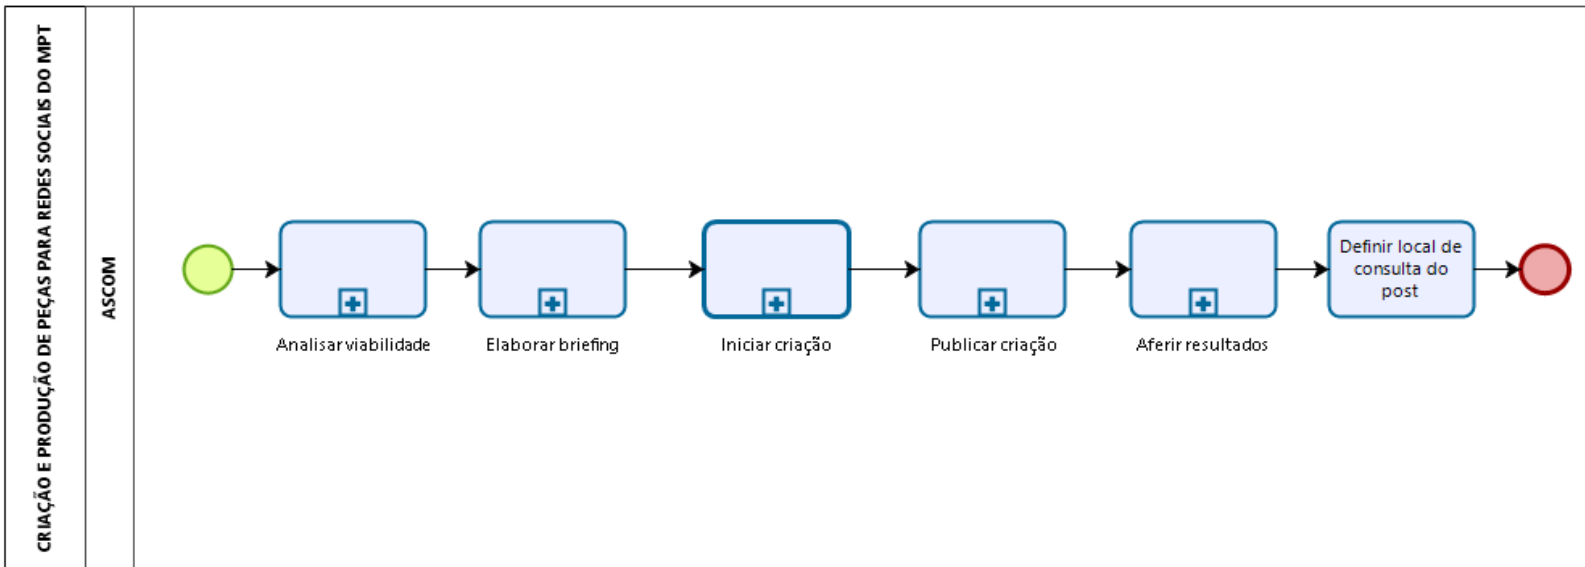 CRIAÇÃO E PRODUÇÃO DE PEÇAS PARA REDES SOCIAIS DO MPT
ASCOM
Analisar viabilidade
Elaborar briefing
Iniciar criação
Publicar criação
Aferir resultados
Definir local de
consulta do
post